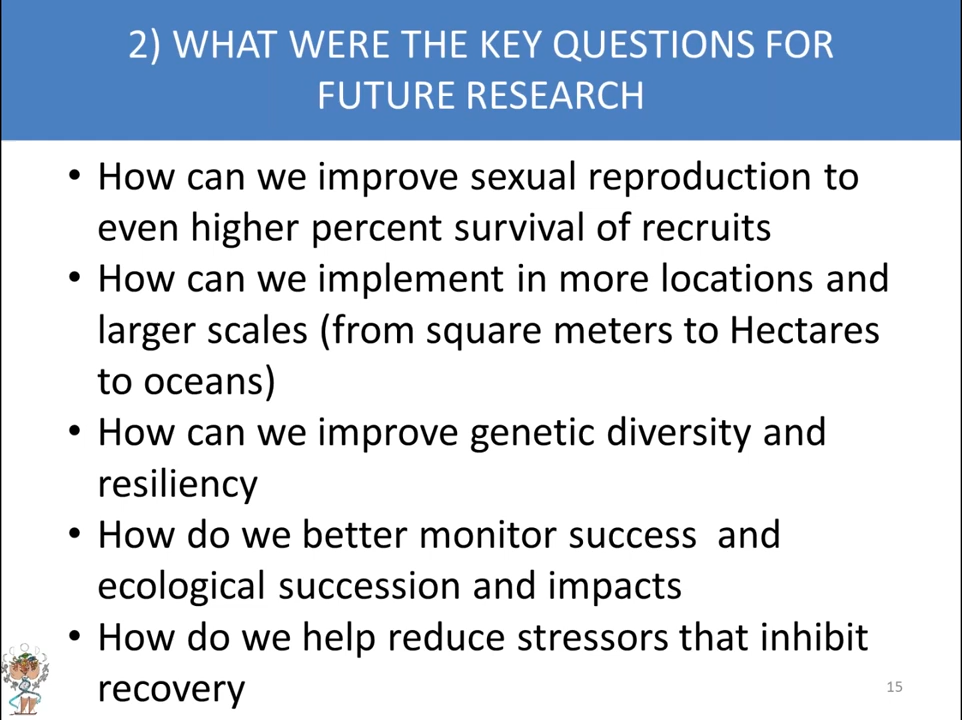 2) WHAT WERE THE KEY QUESTIONS FOR
FUTURE RESEARCH
• How can we improve sexual reproduction to
even higher percent survival of recruits
• How can we implement in more locations and
larger scales (from square meters to Hectares
to oceans)
• How can we improve genetic diversity and
resiliency
• How do we better monitor success  and
ecological succession and impacts
• How do we help reduce stressors that inhibit
recovery
15